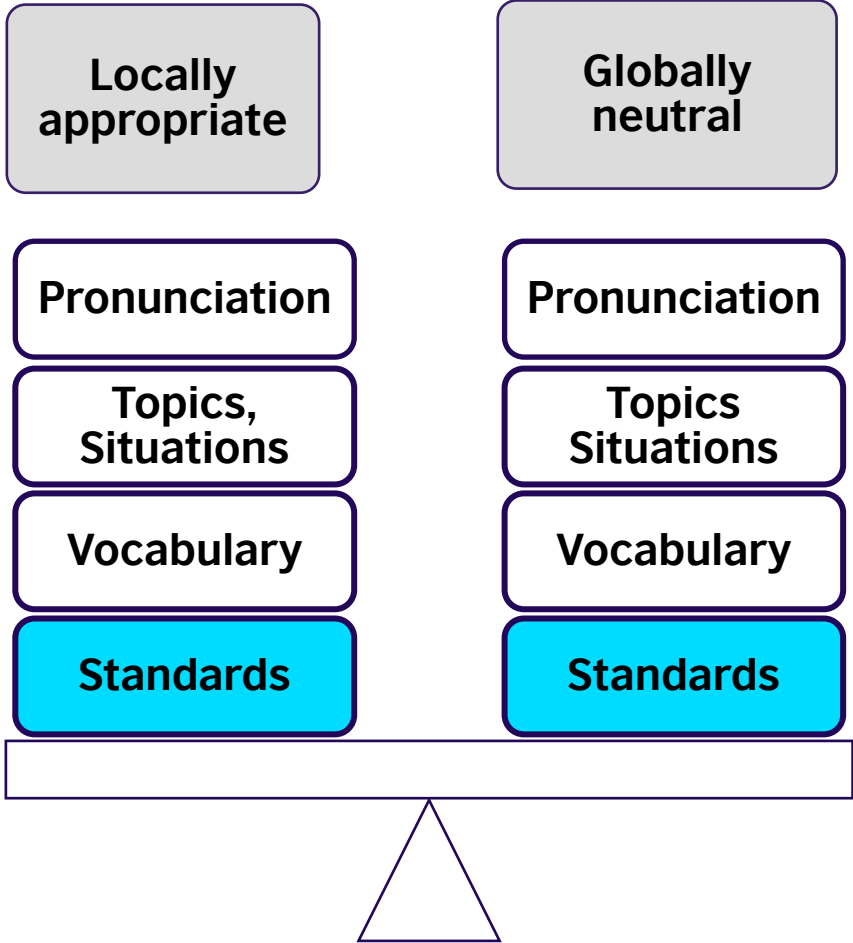 Locally
appropriate
Globally
neutral
Pronunciation
Pronunciation
Topics,
Situations
Topics
Situations
Vocabulary
Vocabulary
Standards
Standards